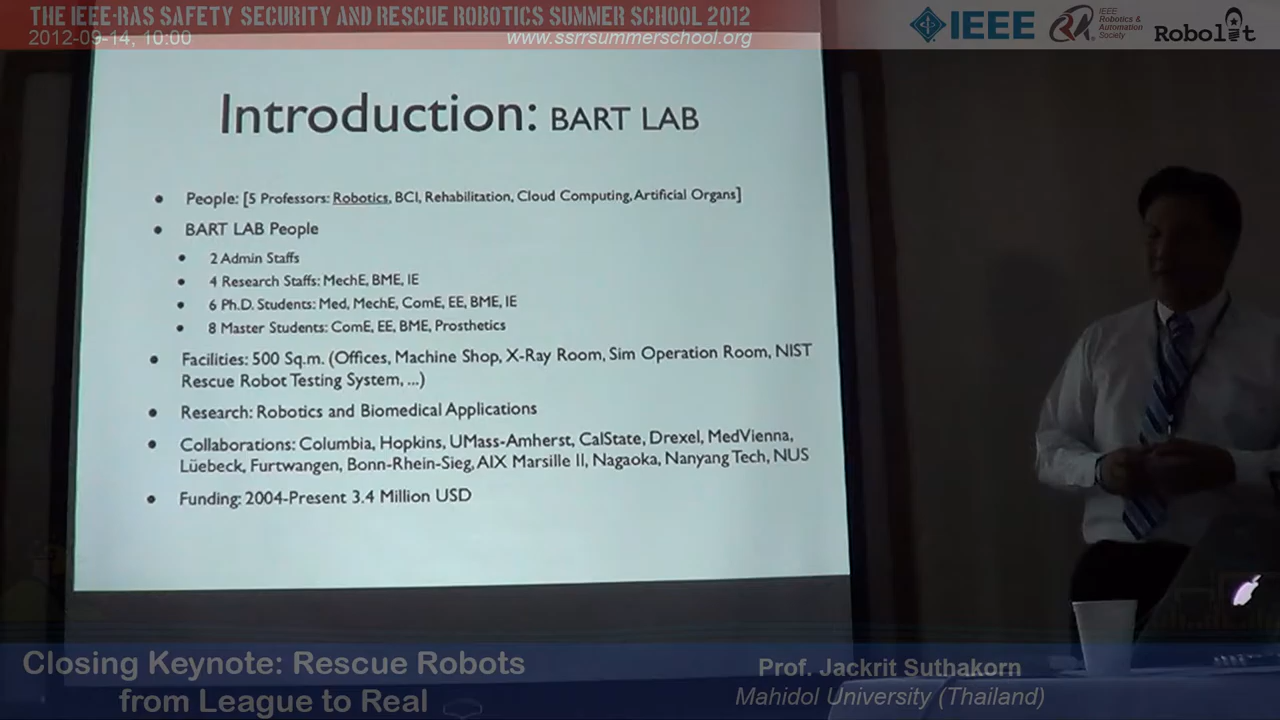 THE IEEE-RAS SAFETY SECURITY AND RESCUE ROBOTICS SUMMER SCHOOL 2012
2012-09-14, 10:00
www.ssrrsummerschool.org
IEEE
IEEE
Robotics &
Automation
Society
Robolit
Introduction: BART LAB
• People: [5 Professors: Robotics, BCI, Rehabilitation, Cloud Computing, Artificial Organs]
• BART LAB People
• 2 Admin Staffs
• 4 Research Staffs: MechE, BME, IE
• 6 Ph.D. Students: Med, MechE, ComE, EE, BME, IE
• 8 Master Students: ComE, EE, BME, Prosthetics
• Facilities: 500 Sq.m. (Offices, Machine Shop, X-Ray Room, Sim Operation Room, NIST
Rescue Robot Testing System, ...)
• Research: Robotics and Biomedical Applications
• Collaborations: Columbia, Hopkins, UMass-Amherst, CalState, Drexel, MedVienna,
Lüebeck, Furtwangen, Bonn-Rhein-Sieg, AIX Marsille II, Nagaoka, Nanyang Tech, NUS
• Funding: 2004-Present 3.4 Million USD
Closing Keynote: Rescue Robots
from League to Real
Prof. Jackrit Suthakorn
Mahidol University (Thailand)